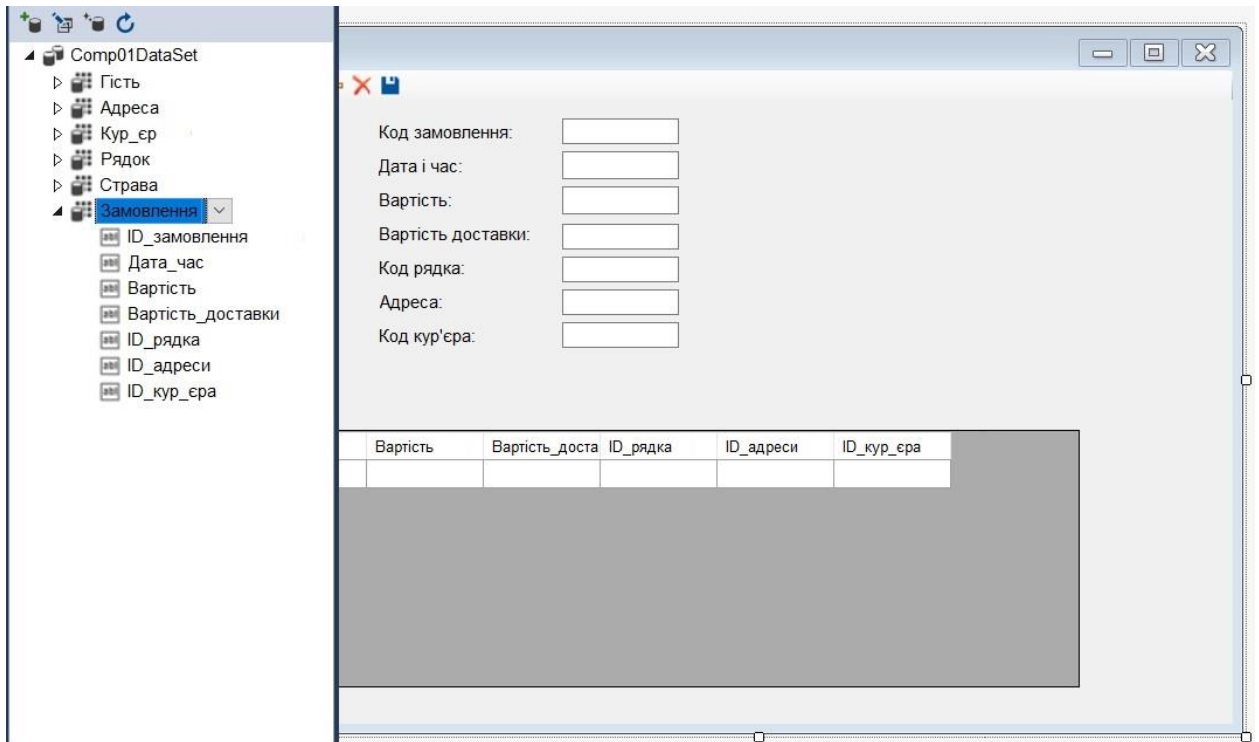 Comp01DataSet
Гість
Адреса
Кур_єр
Рядок
Страва
Замовлення
ID_замовлення
Дата_час
Вартість
Вартість_доставки
ID_рядка
ID_адреси
ID_кур_єра
Код замовлення:
Дата і час:
Вартість:
Вартість доставки:
Код рядка:
Адреса:
Код кур'єра:
Вартість Вартість_доста ID_рядка ID_адреси ID_кур_єра